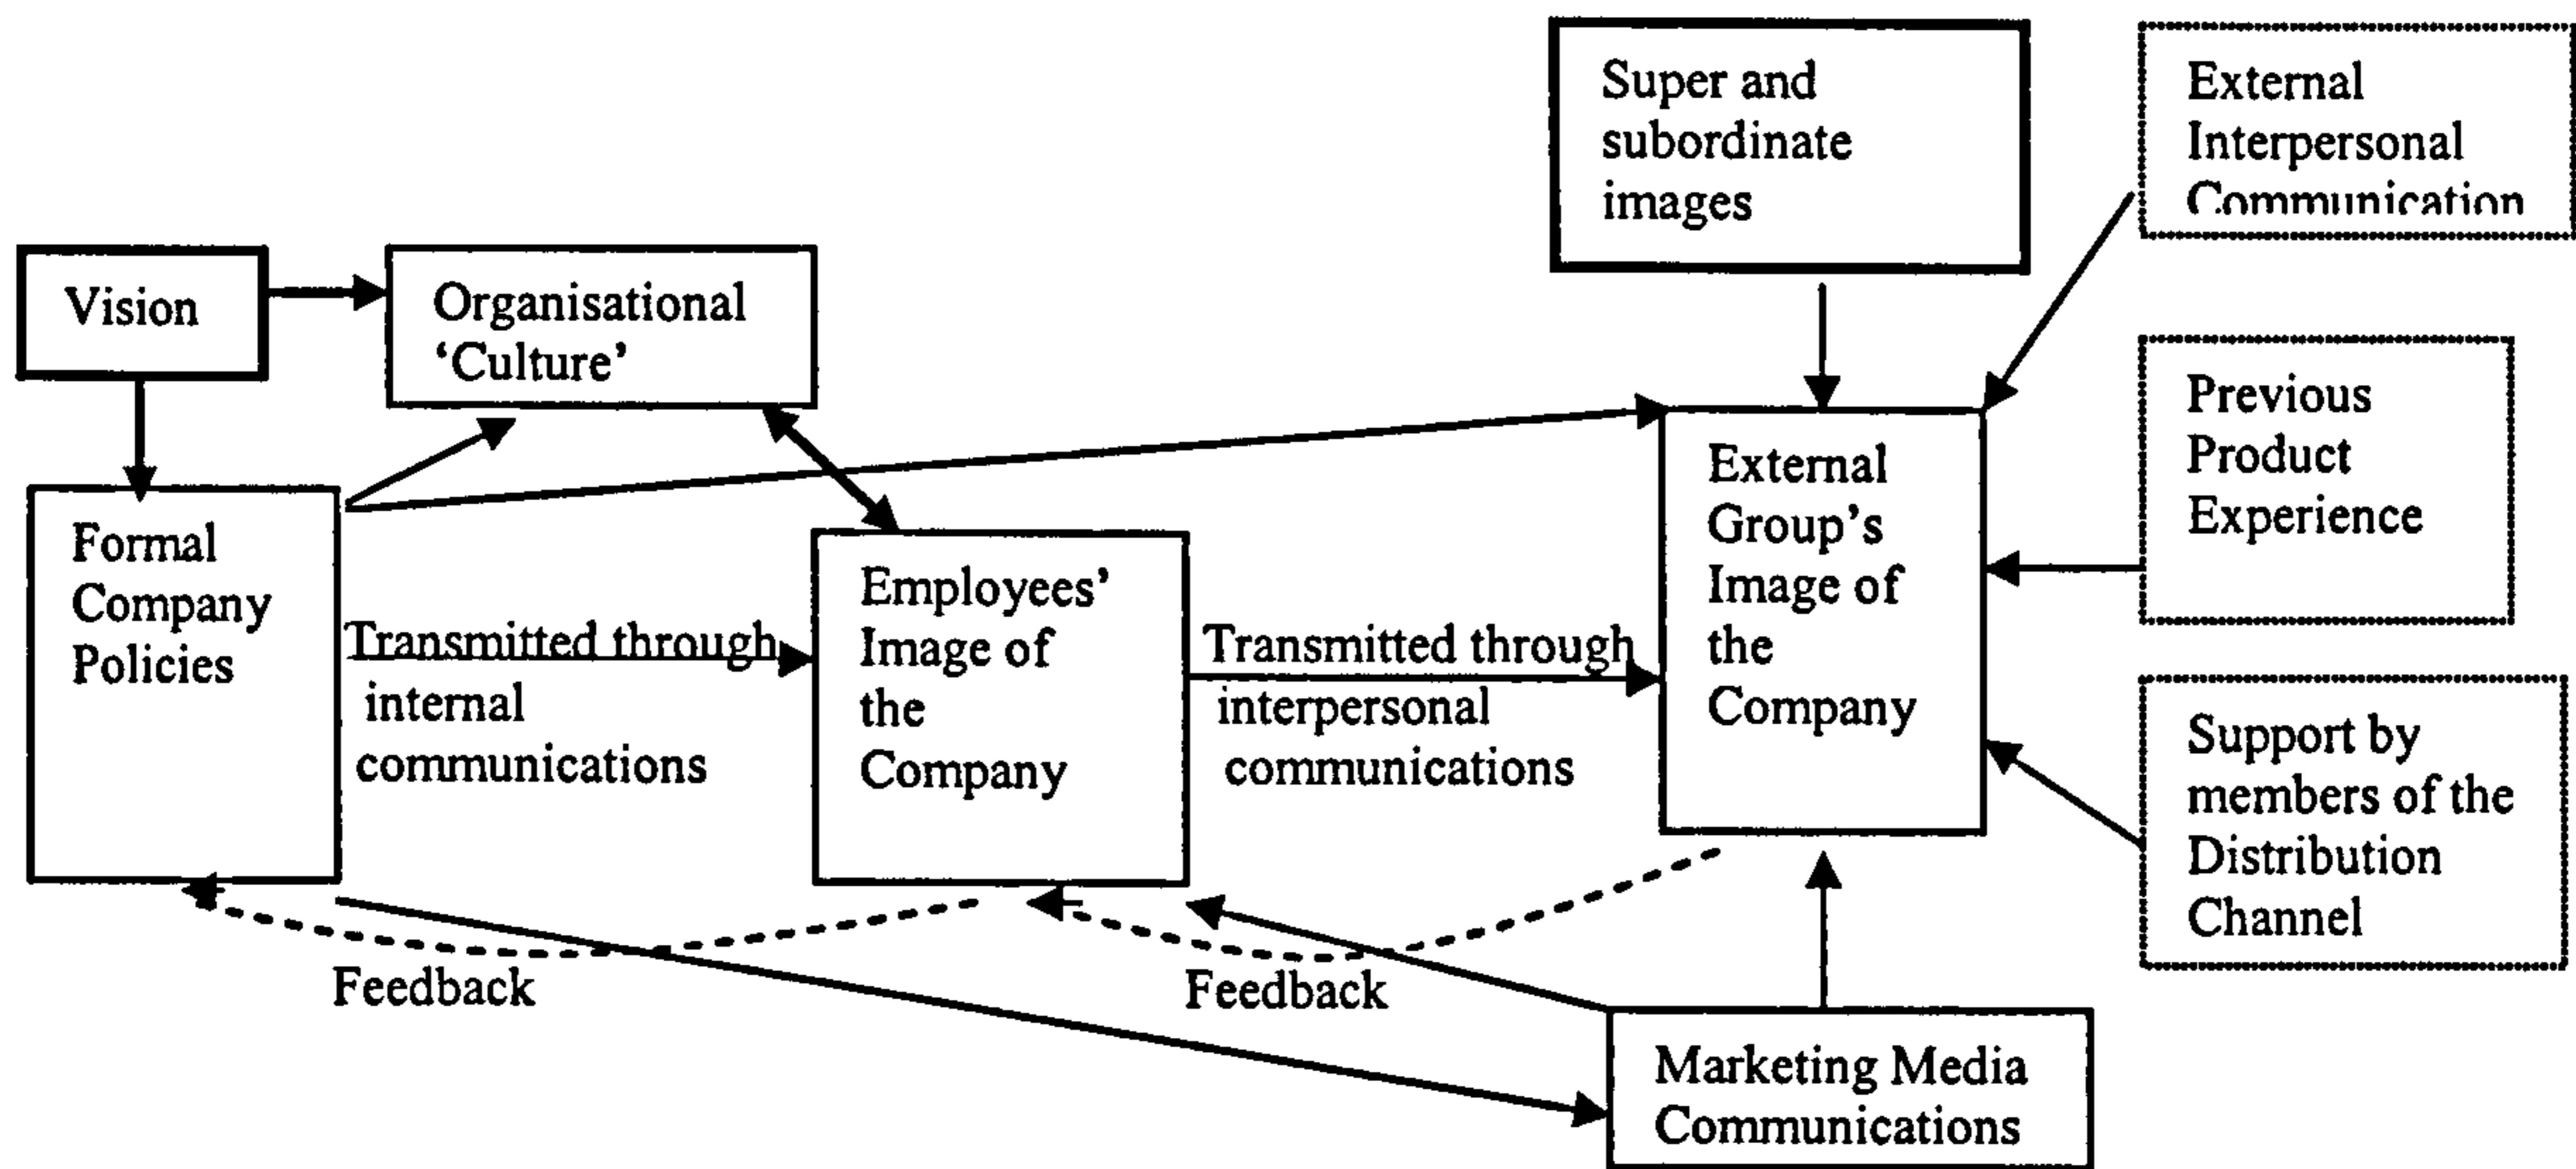 Super and
subordinate
images
External
Interpersonal
Communication
Vision
Organisational
‘Culture’
Previous
Product
Experience
Formal
Company
Policies
Transmitted through
internal
communications
Employees’
Image of
the
Company
Transmitted through
interpersonal
communications
External
Group’s
Image of
the
Company
Support by
members of the
Distribution
Channel
Feedback
Feedback
Marketing Media
Communications